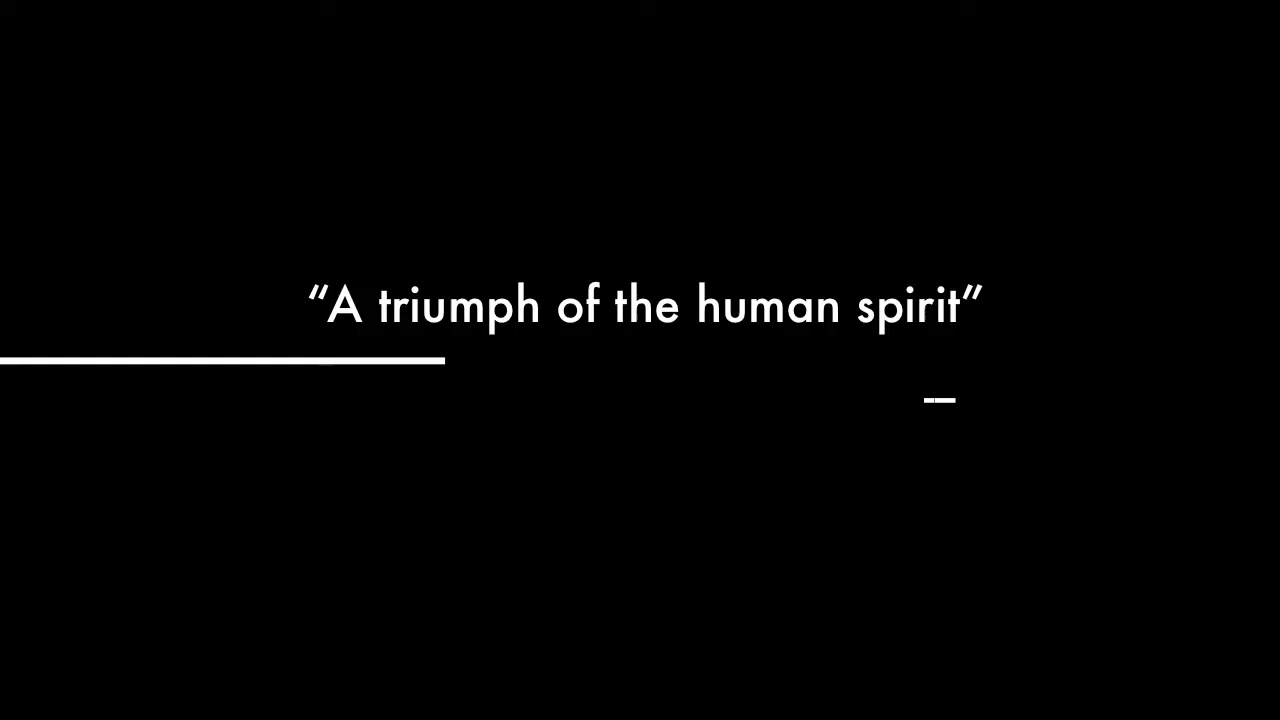 “A triumph of the human spirit”
--